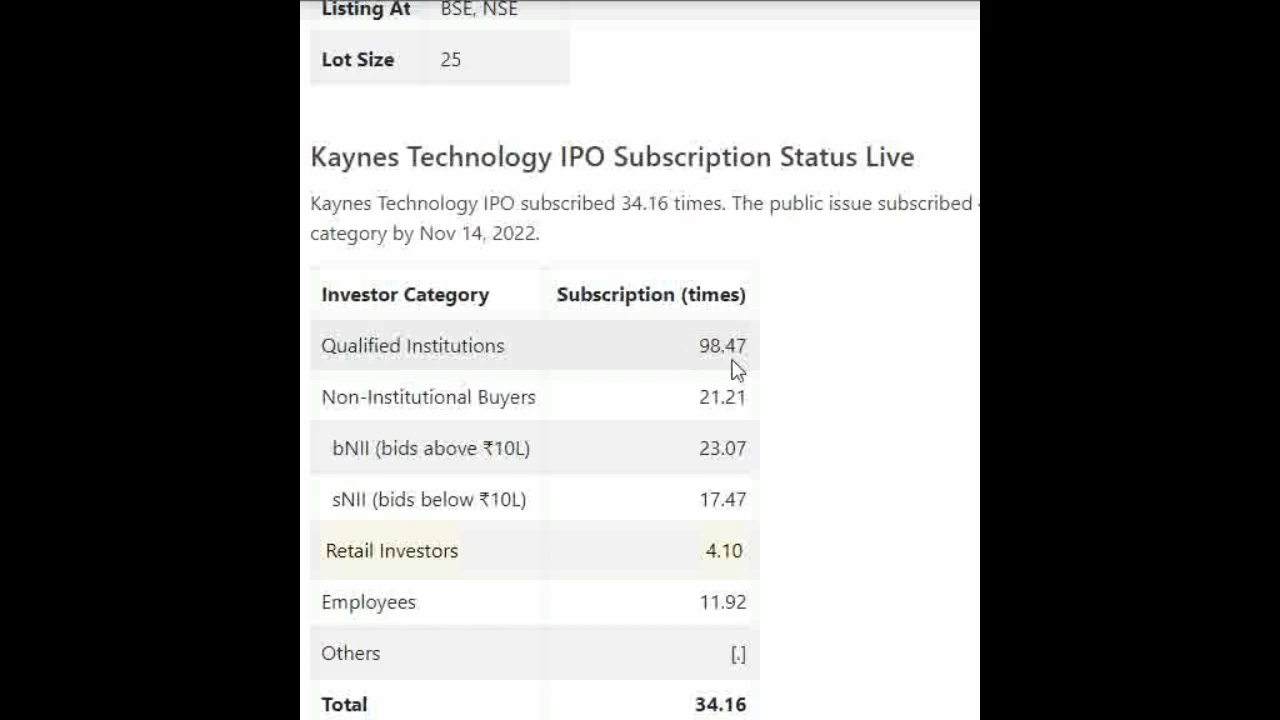 Listing At BSE, NSE
Lot Size 25
Kaynes Technology IPO Subscription Status Live
Kaynes Technology IPO subscribed 34.16 times. The public issue subscribed
category by Nov 14, 2022.
Investor Category Subscription (times)
Qualified Institutions 98.47
Non-Institutional Buyers 21.21
bNII (bids above ₹10L) 23.07
sNII (bids below ₹10L) 17.47
Retail Investors 4.10
Employees 11.92
Others [.]
Total 34.16